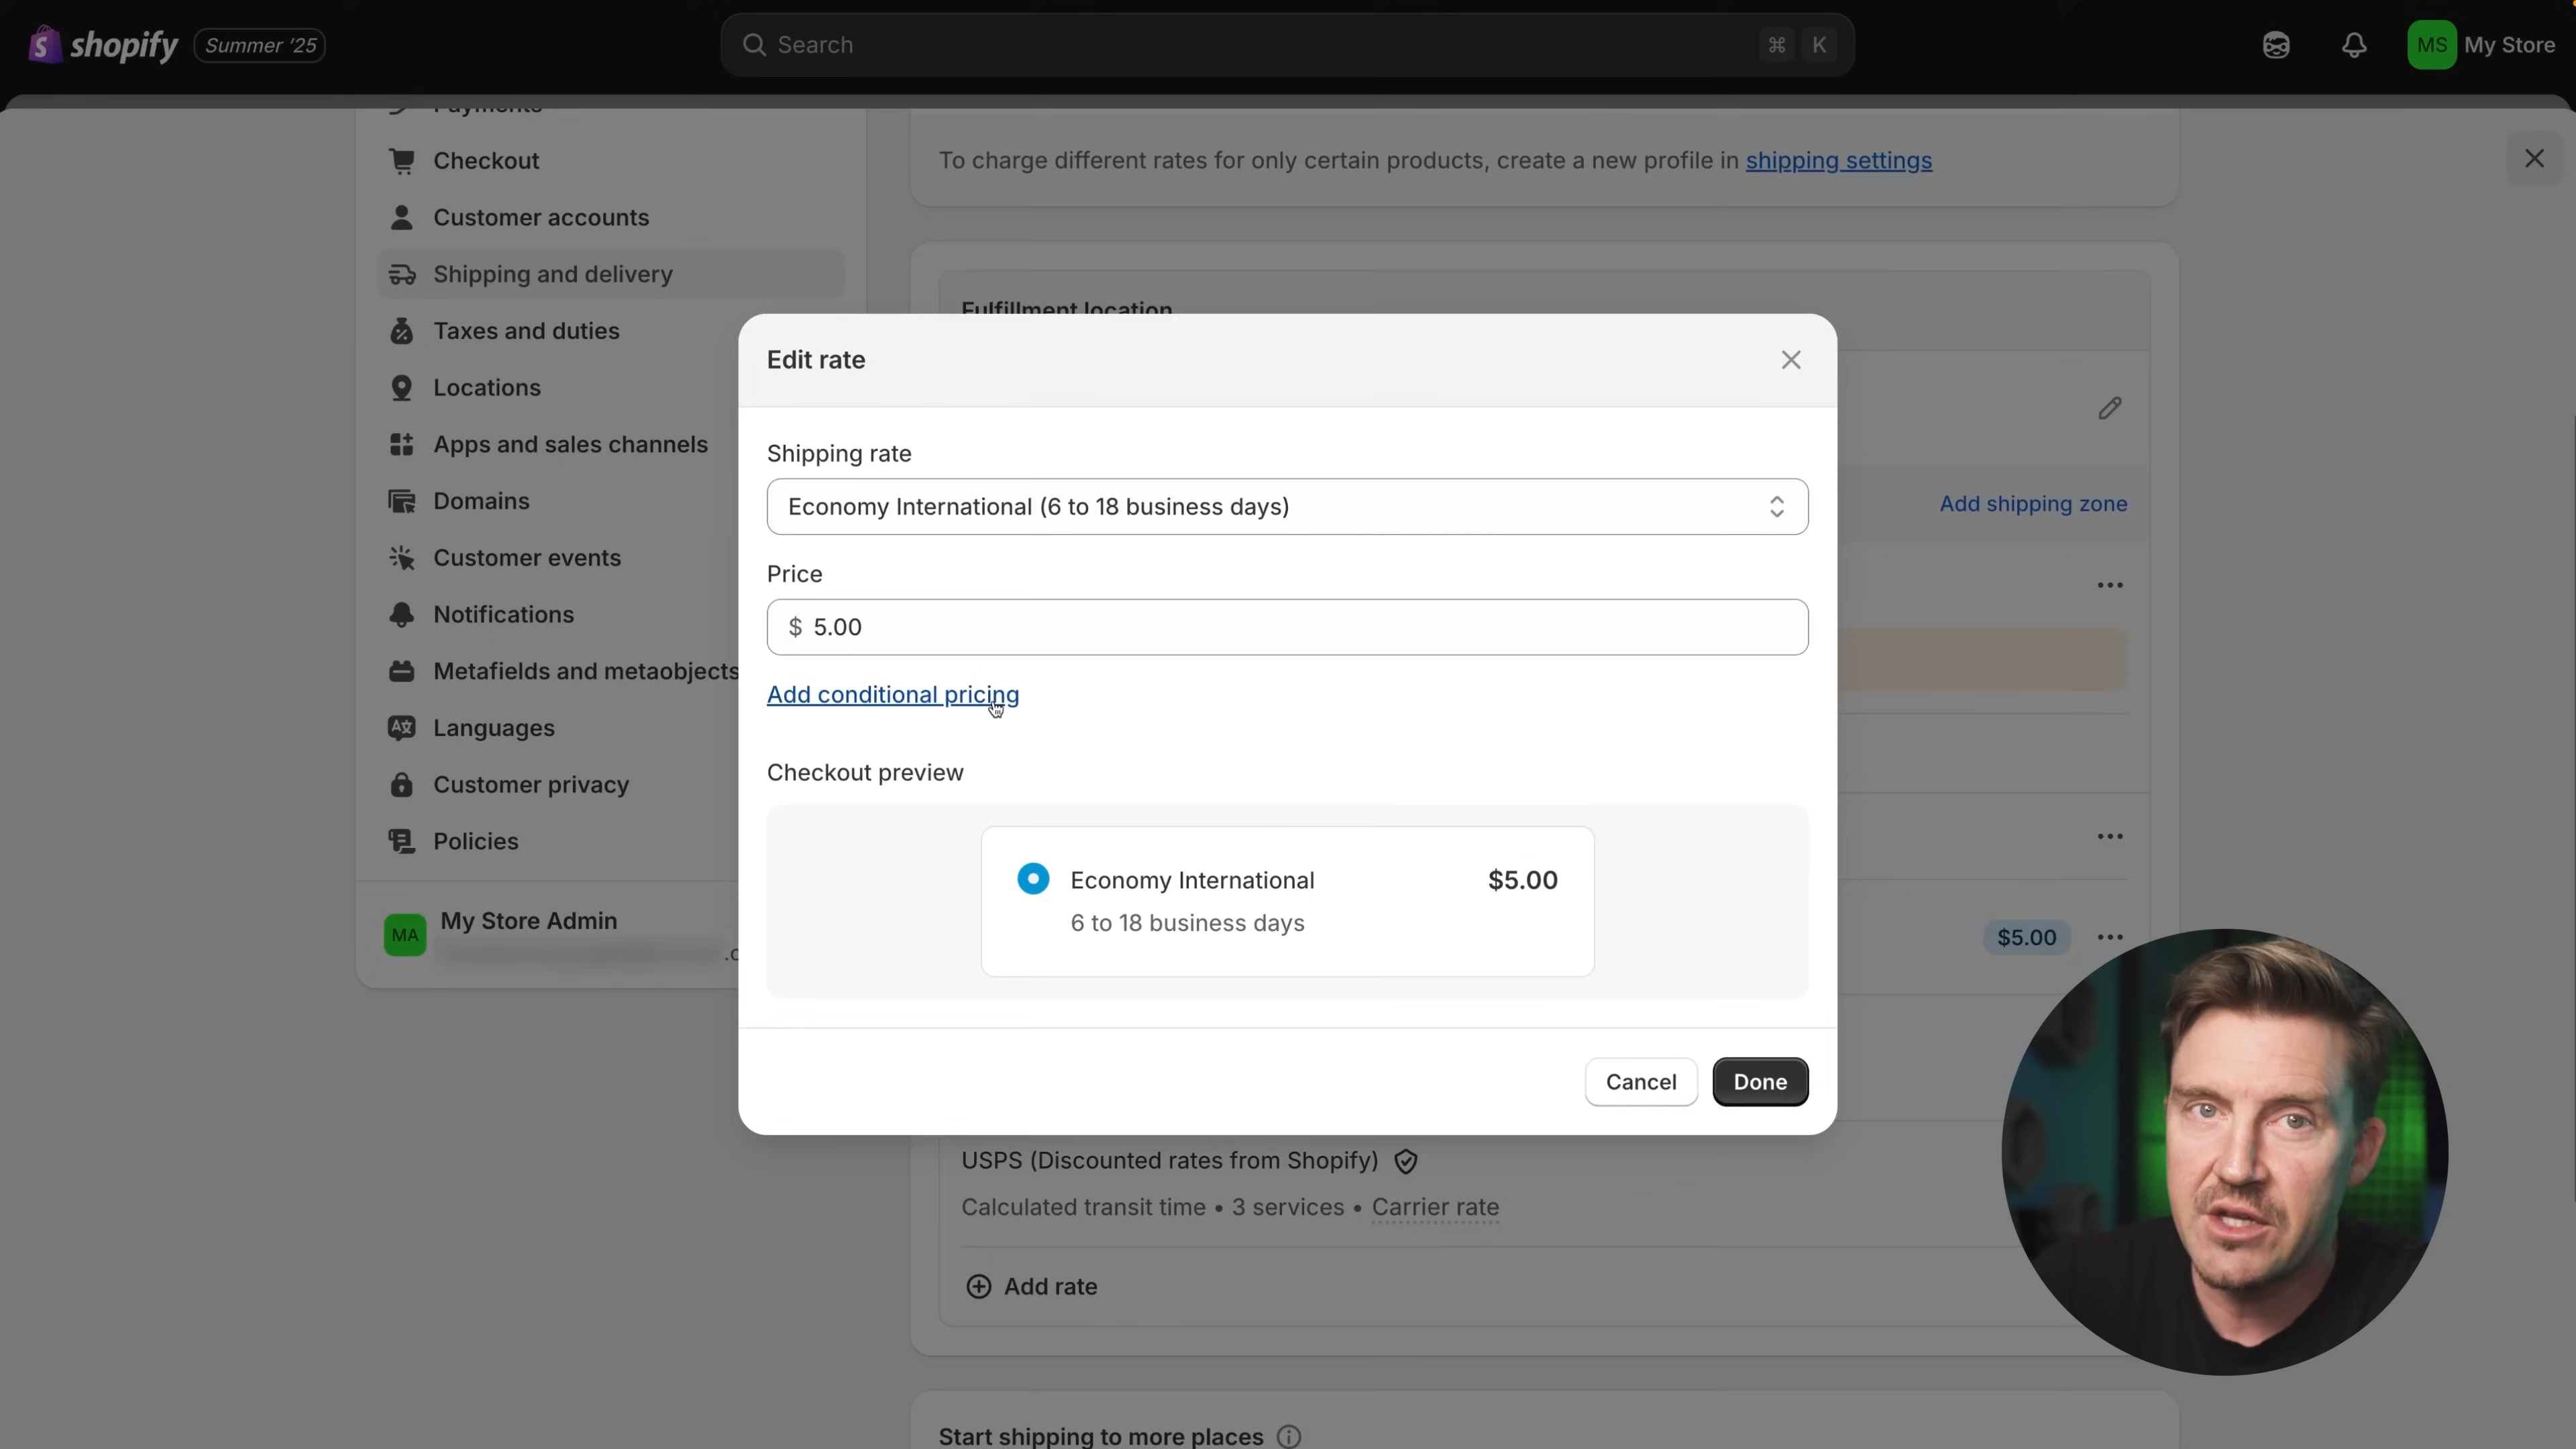 shopify
Summer '25
Search
⌘ K
MS My Store
Payments
Checkout
Customer accounts
Shipping and delivery
Taxes and duties
Locations
Apps and sales channels
Domains
Customer events
Notifications
Metafields and metaobjects
Languages
Customer privacy
Policies
MA My Store Admin
To charge different rates for only certain products, create a new profile in shipping settings
Fulfillment location
Add shipping zone
$5.00
Edit rate
Shipping rate
Economy International (6 to 18 business days)
Price
$ 5.00
Add conditional pricing
Checkout preview
Economy International $5.00
6 to 18 business days
Cancel Done
USPS (Discounted rates from Shopify)
Calculated transit time • 3 services • Carrier rate
Add rate
Start shipping to more places